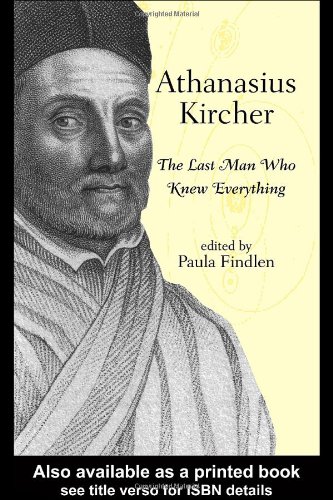 Athanasius
Kircher
The Last Man Who
Knew Everything
edited by
Paula Findlen
Also available as a printed book
see title verso for ISBN details